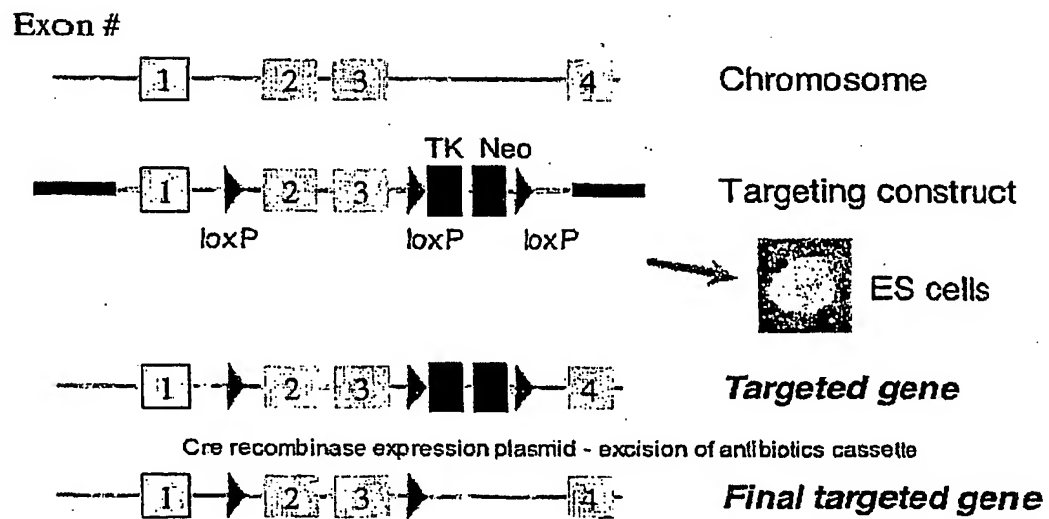 Exon #
1 2 3 4 Chromosome
TK Neo
1 2 3 Targeting construct
loxP loxP loxP
ES cells
1 2 3 4 Targeted gene
Cre recombinase expression plasmid - excision of antibiotics cassette
1 2 3 4 Final targeted gene